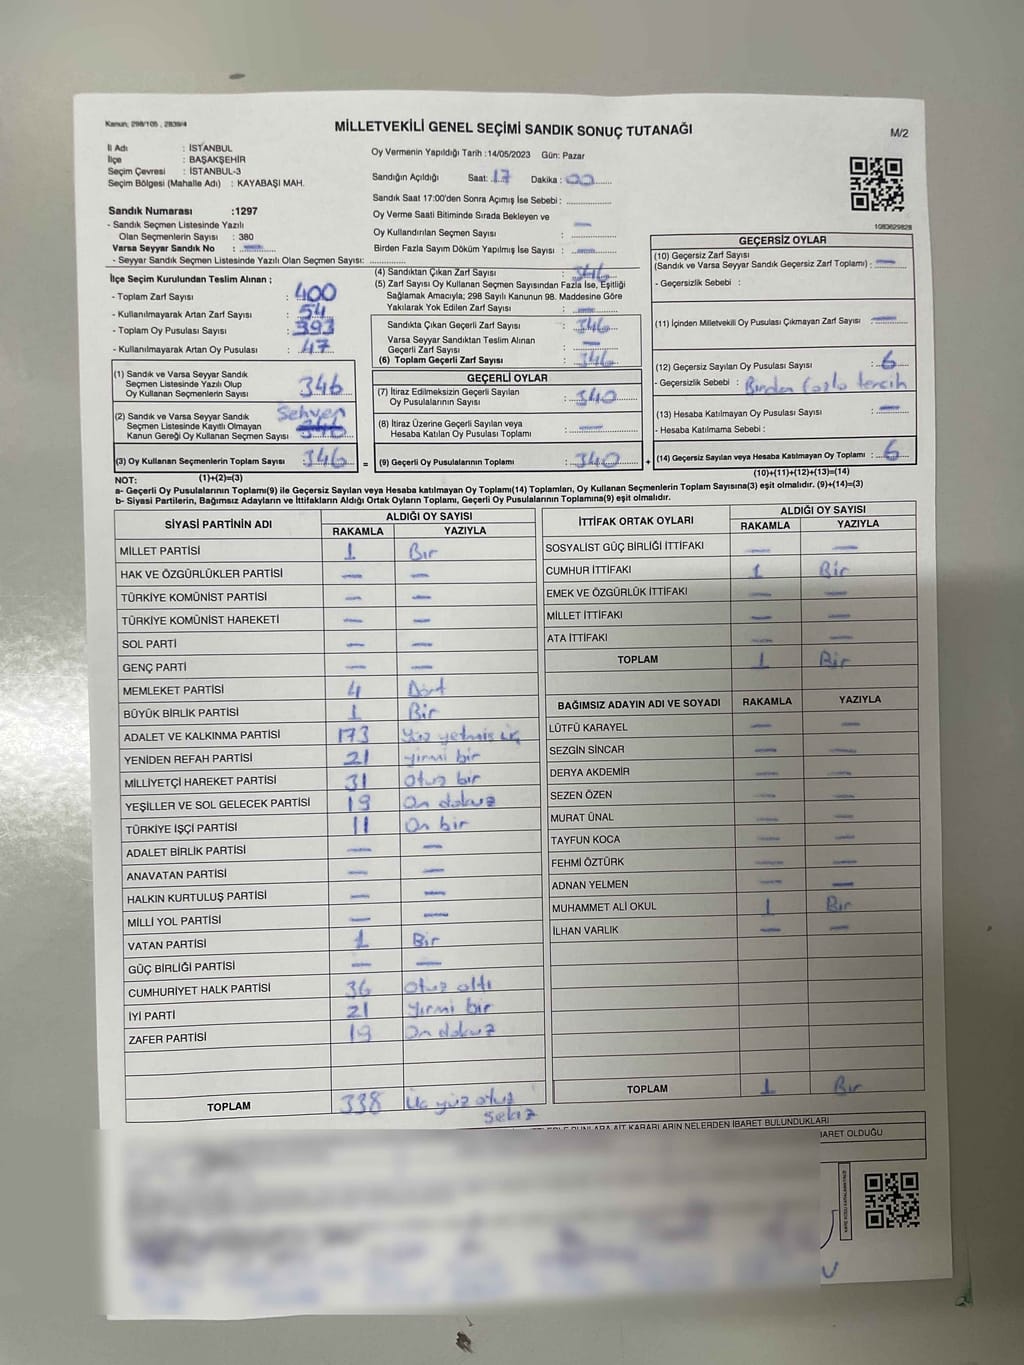 Kanun; 298/105 , 2839/4
MİLLETVEKİLİ GENEL SEÇİMİ SANDIK SONUÇ TUTANAĞI
M/2
İl Adı : İSTANBUL
İlçe : BAŞAKŞEHİR
Seçim Çevresi : İSTANBUL-3
Seçim Bölgesi (Mahalle Adı) : KAYABAŞI MAH.
Oy Vermenin Yapıldığı Tarih :14/05/2023 Gün: Pazar
Sandığın Açıldığı Saat: 17 Dakika : 00
Sandık Saat 17:00'den Sonra Açımış İse Sebebi :
Oy Verme Saati Bitiminde Sırada Bekleyen ve
Oy Kullandırılan Seçmen Sayısı : —
Birden Fazla Sayım Döküm Yapılmış İse Sayısı : —
1083629828
Sandık Numarası :1297
- Sandık Seçmen Listesinde Yazılı
Olan Seçmenlerin Sayısı : 380
Varsa Seyyar Sandık No : —
- Seyyar Sandık Seçmen Listesinde Yazılı Olan Seçmen Sayısı:
İlçe Seçim Kurulundan Teslim Alınan ;
- Toplam Zarf Sayısı : 400
- Kullanılmayarak Artan Zarf Sayısı : 54
- Toplam Oy Pusulası Sayısı : 393
- Kullanılmayarak Artan Oy Pusulası : 47
(1) Sandık ve Varsa Seyyar Sandık
Seçmen Listesinde Yazılı Olup
Oy Kullanan Seçmenlerin Sayısı 346
(2) Sandık ve Varsa Seyyar Sandık Sehven
Seçmen Listesinde Kayıtlı Olmayan
Kanun Gereği Oy Kullanan Seçmen Sayısı 346
(3) Oy Kullanan Seçmenlerin Toplam Sayısı : 346
(4) Sandıktan Çıkan Zarf Sayısı : 346
(5) Zarf Sayısı Oy Kullanan Seçmen Sayısından Fazla İse, Eşitliği
Sağlamak Amacıyla; 298 Sayılı Kanunun 98. Maddesine Göre
Yakılarak Yok Edilen Zarf Sayısı : —
Sandıkta Çıkan Geçerli Zarf Sayısı : 346
Varsa Seyyar Sandıktan Teslim Alınan
Geçerli Zarf Sayısı : —
(6) Toplam Geçerli Zarf Sayısı : 346
GEÇERLİ OYLAR
(7) İtiraz Edilmeksizin Geçerli Sayılan
Oy Pusulalarının Sayısı : 340
(8) İtiraz Üzerine Geçerli Sayılan veya
Hesaba Katılan Oy Pusulası Toplamı : —
= (9) Geçerli Oy Pusulalarının Toplamı : 340 +
GEÇERSİZ OYLAR
(10) Geçersiz Zarf Sayısı
(Sandık ve Varsa Seyyar Sandık Geçersiz Zarf Toplamı) : —
- Geçersizlik Sebebi :
(11) İçinden Milletvekili Oy Pusulası Çıkmayan Zarf Sayısı : —
(12) Geçersiz Sayılan Oy Pusulası Sayısı : 6
- Geçersizlik Sebebi : Birden fazla tercih
(13) Hesaba Katılmayan Oy Pusulası Sayısı : —
- Hesaba Katılmama Sebebi :
(14) Geçersiz Sayılan veya Hesaba Katılmayan Oy Toplamı : 6
NOT: (1)+(2)=(3)
(10)+(11)+(12)+(13)=(14)
a- Geçerli Oy Pusulalarının Toplamı(9) ile Geçersiz Sayılan veya Hesaba katılmayan Oy Toplamı(14) Toplamları, Oy Kullanan Seçmenlerin Toplam Sayısına(3) eşit olmalıdır. (9)+(14)=(3)
b- Siyasi Partilerin, Bağımsız Adayların ve İttifakların Aldığı Ortak Oyların Toplamı, Geçerli Oy Pusulalarının Toplamına(9) eşit olmalıdır.
SİYASİ PARTİNİN ADI ALDIĞI OY SAYISI
RAKAMLA YAZIYLA
MİLLET PARTİSİ 1 Bir
HAK VE ÖZGÜRLÜKLER PARTİSİ — —
TÜRKİYE KOMÜNİST PARTİSİ — —
TÜRKİYE KOMÜNİST HAREKETİ — —
SOL PARTİ — —
GENÇ PARTİ — —
MEMLEKET PARTİSİ 4 Dört
BÜYÜK BİRLİK PARTİSİ 1 Bir
ADALET VE KALKINMA PARTİSİ 173 Yüz yetmiş üç
YENİDEN REFAH PARTİSİ 21 yirmi bir
MİLLİYETÇİ HAREKET PARTİSİ 31 Otuz bir
YEŞİLLER VE SOL GELECEK PARTİSİ 19 On dokuz
TÜRKİYE İŞÇİ PARTİSİ 11 On bir
ADALET BİRLİK PARTİSİ — —
ANAVATAN PARTİSİ — —
HALKIN KURTULUŞ PARTİSİ — —
MİLLİ YOL PARTİSİ — —
VATAN PARTİSİ 1 Bir
GÜÇ BİRLİĞİ PARTİSİ — —
CUMHURİYET HALK PARTİSİ 36 Otuz altı
İYİ PARTİ 21 Yirmi bir
ZAFER PARTİSİ 19 On dokuz
TOPLAM 338 Üç yüz otuz
sekiz
İTTİFAK ORTAK OYLARI ALDIĞI OY SAYISI
RAKAMLA YAZIYLA
SOSYALİST GÜÇ BİRLİĞİ İTTİFAKI — —
CUMHUR İTTİFAKI 1 Bir
EMEK VE ÖZGÜRLÜK İTTİFAKI — —
MİLLET İTTİFAKI — —
ATA İTTİFAKI — —
TOPLAM 1 Bir
BAĞIMSIZ ADAYIN ADI VE SOYADI RAKAMLA YAZIYLA
LÜTFÜ KARAYEL — —
SEZGİN SİNCAR — —
DERYA AKDEMİR — —
SEZEN ÖZEN — —
MURAT ÜNAL — —
TAYFUN KOCA — —
FEHMİ ÖZTÜRK — —
ADNAN YELMEN — —
MUHAMMET ALİ OKUL 1 Bir
İLHAN VARLIK — —
TOPLAM 1 Bir
BUNLARA AİT KARARLARIN NELERDEN İBARET BULUNDUKLARI
OLDUĞU